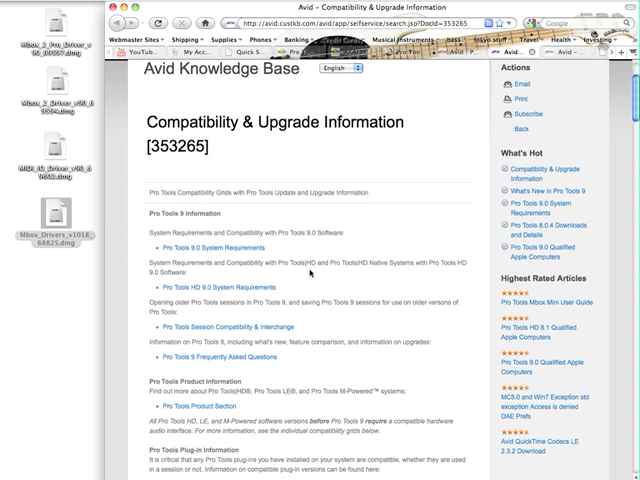 Avid – Compatibility & Upgrade Information
http://avid.custkb.com/avid/app/selfservice/search.jsp?DocId=353265
Google
Webmaster Sites
Shipping
Supplies
Photography
Musical Instruments
bass
tokyo stuff
Travel
Health
Investing
YouTub...
My Acc...
Quick S...
Pro Too
Avid...
Avid – ...
Mbox_2_Pro_Driver_v
Mbox_2_Driver_v90_6
MIDI_IO_Driver_v90_6
Mbox_Drivers_v1018_
68825.dmg
Avid Knowledge Base
English
Compatibility & Upgrade Information
[353265]
Pro Tools Compatibility Grids with Pro Tools Update and Upgrade Information
Pro Tools 9 Information
System Requirements and Compatibility with Pro Tools 9.0 Software:
Pro Tools 9.0 System Requirements
System Requirements and Compatibility with Pro Tools|HD and Pro Tools|HD Native Systems with Pro Tools HD
9.0 Software:
Pro Tools HD 9.0 System Requirements
Opening older Pro Tools sessions in Pro Tools 9, and saving Pro Tools 9 sessions for use on older versons of
Pro Tools:
Pro Tools Session Compatibility & Interchange
Information on Pro Tools 9, including what's new, feature comparison, and information on upgrades:
Pro Tools 9 Frequently Asked Questions
Pro Tools Product Information
Find out more about Pro Tools|HD®, Pro Tools LE®, and Pro Tools M-Powered™ systems:
Pro Tools Product Section
All Pro Tools HD, LE, and M-Powered software versions before Pro Tools 9 require a compatible hardware
audio interface. For more information, see the individual compatibility grids below.
Pro Tools Plug-in Information
It is critical that any Pro Tools plug-ins you have installed on your system are compatible, whether they are used
in a session or not. Information on compatible plug-in versions can be found here:
Actions
Email
Print
Subscribe
Back
What's Hot
Compatibility &
Upgrade Information
What's New in Pro Tools 9
Pro Tools 9.0 System
Requirements
Pro Tools 8.0.4 Downloads
and Details
Pro Tools 9.0 Qualified
Apple Computers
Highest Rated Articles
Pro Tools Mbox Mini User Guide
Pro Tools HD 8.1 Qualified
Apple Computers
Pro Tools 9.0 Qualified Apple
Computers
MC5.0 and Win7 Exception std
exception Access is denied
DAE Prefs
Avid QuickTime Codecs LE
2.3.2 Download